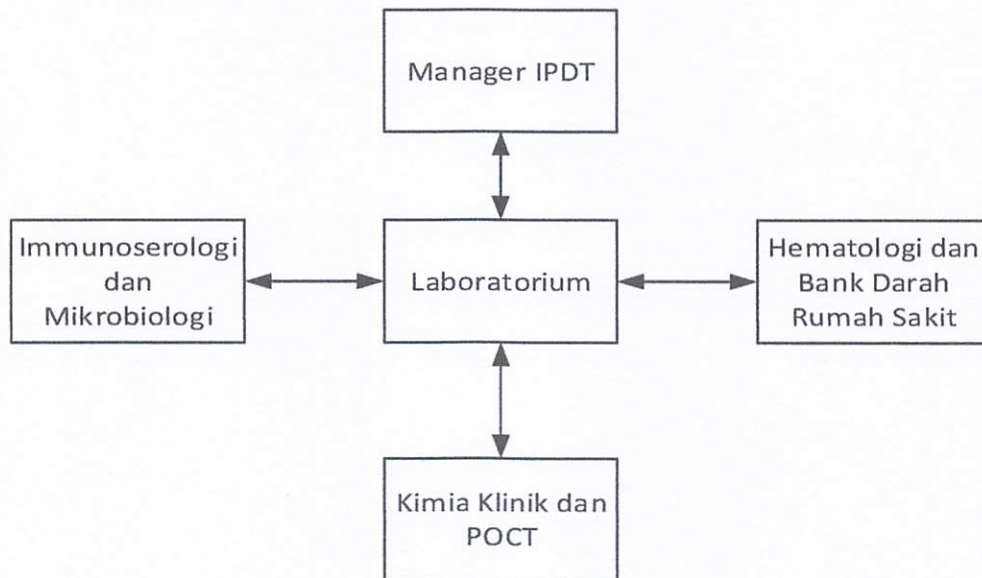 Manager IPDT
Immunoserologi
dan
Mikrobiologi
Laboratorium
Hematologi dan
Bank Darah
Rumah Sakit
Kimia Klinik dan
POCT